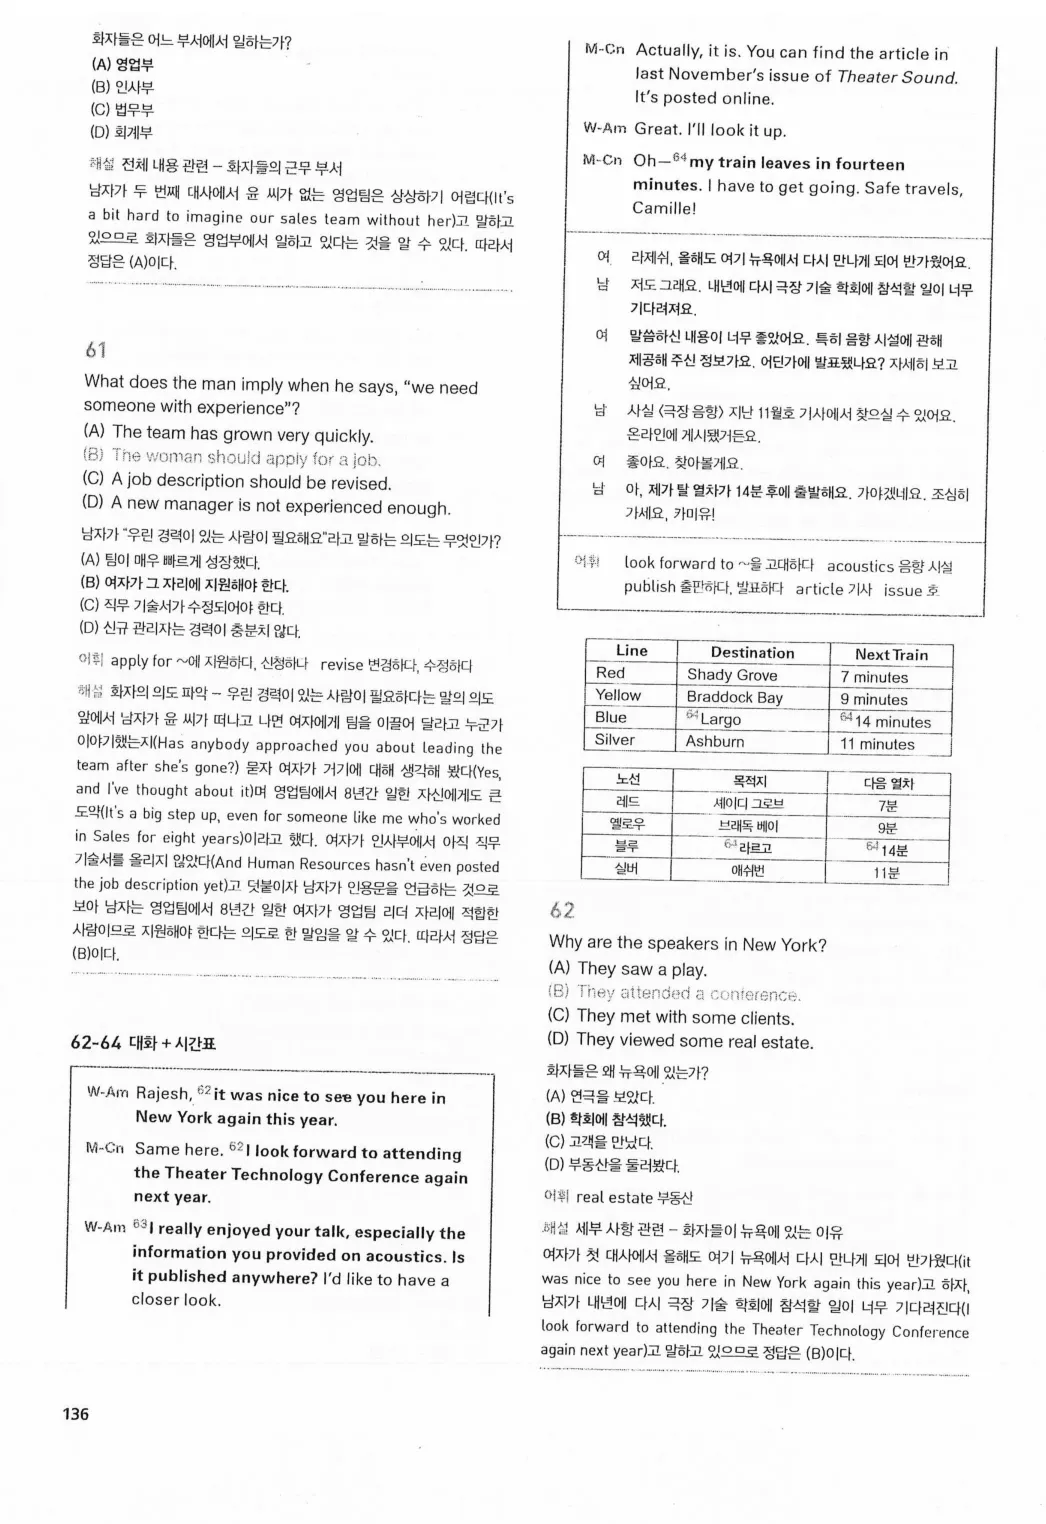 화자들은 어느 부서에서 일하는가?
(A) 영업부
(B) 인사부
(C) 법무부
(D) 회계부
해설 전체 내용 관련 – 화자들의 근무 부서
남자가 두 번째 대사에서 윤 씨가 없는 영업팀은 상상하기 어렵다(It's
a bit hard to imagine our sales team without her)고 말하고
있으므로 화자들은 영업부에서 일하고 있다는 것을 알 수 있다. 따라서
정답은 (A)이다.
61
What does the man imply when he says, “we need
someone with experience”?
(A) The team has grown very quickly.
(B) The woman should apply for a job.
(C) A job description should be revised.
(D) A new manager is not experienced enough.
남자가 “우린 경력이 있는 사람이 필요해요”라고 말하는 의도는 무엇인가?
(A) 팀이 매우 빠르게 성장했다.
(B) 여자가 그 자리에 지원해야 한다.
(C) 직무 기술서가 수정되어야 한다.
(D) 신규 관리자는 경력이 충분치 않다.
어휘 apply for ~에 지원하다, 신청하다 revise 변경하다, 수정하다
해설 화자의 의도 파악 – 우린 경력이 있는 사람이 필요하다는 말의 의도
앞에서 남자가 윤 씨가 떠나고 나면 여자에게 팀을 이끌어 달라고 누군가
이야기했는지(Has anybody approached you about leading the
team after she's gone?) 묻자 여자가 거기에 대해 생각해 봤다(Yes,
and I've thought about it)며 영업팀에서 8년간 일한 자신에게도 큰
도약(It's a big step up, even for someone like me who's worked
in Sales for eight years)이라고 했다. 여자가 인사부에서 아직 직무
기술서를 올리지 않았다(And Human Resources hasn't even posted
the job description yet)고 덧붙이자 남자가 인용문을 언급하는 것으로
보아 남자는 영업팀에서 8년간 일한 여자가 영업팀 리더 자리에 적합한
사람이므로 지원해야 한다는 의도로 한 말임을 알 수 있다. 따라서 정답은
(B)이다.
62-64 대화 + 시간표
W-Am Rajesh, 62 it was nice to see you here in
New York again this year.
M-Cn Same here. 62 I look forward to attending
the Theater Technology Conference again
next year.
W-Am 63 I really enjoyed your talk, especially the
information you provided on acoustics. Is
it published anywhere? I'd like to have a
closer look.
136
M-Cn Actually, it is. You can find the article in
last November's issue of Theater Sound.
It's posted online.
W-Am Great. I'll look it up.
M-Cn Oh—64 my train leaves in fourteen
minutes. I have to get going. Safe travels,
Camille!
여 라제쉬, 올해도 여기 뉴욕에서 다시 만나게 되어 반가웠어요.
남 저도 그래요. 내년에 다시 극장 기술 학회에 참석할 일이 너무
기다려져요.
여 말씀하신 내용이 너무 좋았어요. 특히 음향 시설에 관해
제공해 주신 정보가요. 어딘가에 발표됐나요? 자세히 보고
싶어요.
남 사실 〈극장 음향〉 지난 11월호 기사에서 찾으실 수 있어요.
온라인에 게시됐거든요.
여 좋아요. 찾아볼게요.
남 아, 제가 탈 열차가 14분 후에 출발해요. 가야겠네요. 조심히
가세요, 카미유!
어휘 look forward to ~을 고대하다 acoustics 음향 시설
publish 출판하다, 발표하다 article 기사 issue 호
Line Destination Next Train
Red Shady Grove 7 minutes
Yellow Braddock Bay 9 minutes
Blue 64 Largo 64 14 minutes
Silver Ashburn 11 minutes
노선 목적지 다음 열차
레드 셰이디 그로브 7분
옐로우 브래독 베이 9분
블루 64 라르고 64 14분
실버 애쉬번 11분
62
Why are the speakers in New York?
(A) They saw a play.
(B) They attended a conference.
(C) They met with some clients.
(D) They viewed some real estate.
화자들은 왜 뉴욕에 있는가?
(A) 연극을 보았다.
(B) 학회에 참석했다.
(C) 고객을 만났다.
(D) 부동산을 둘러봤다.
어휘 real estate 부동산
해설 세부 사항 관련 – 화자들이 뉴욕에 있는 이유
여자가 첫 대사에서 올해도 여기 뉴욕에서 다시 만나게 되어 반가웠다(it
was nice to see you here in New York again this year)고 하자,
남자가 내년에 다시 극장 기술 학회에 참석할 일이 너무 기다려진다(I
look forward to attending the Theater Technology Conference
again next year)고 말하고 있으므로 정답은 (B)이다.